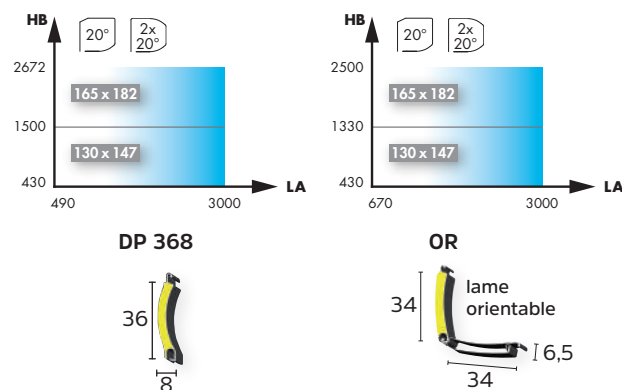 HB
20°
2x
20°
2672
165 x 182
1500
130 x 147
430
LA
490
3000
DP 368
36
8
HB
20°
2x
20°
2500
165 x 182
1330
130 x 147
430
LA
670
3000
OR
lame
orientable
34
6,5
34